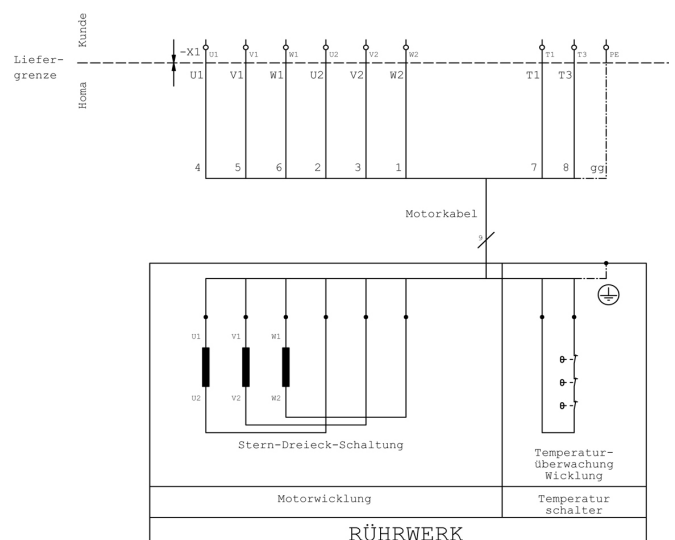 Kunde
Liefer-
grenze
Homa
-X1
U1 V1 W1 U2 V2 W2 T1 T3 PE
U1 V1 W1 U2 V2 W2 T1 T3
4 5 6 2 3 1 7 8 gg
Motorkabel
9
U1 V1 W1
U2 V2 W2
Stern-Dreieck-Schaltung
Temperatur-
überwachung
Wicklung
Motorwicklung
Temperatur
schalter
RÜHRWERK